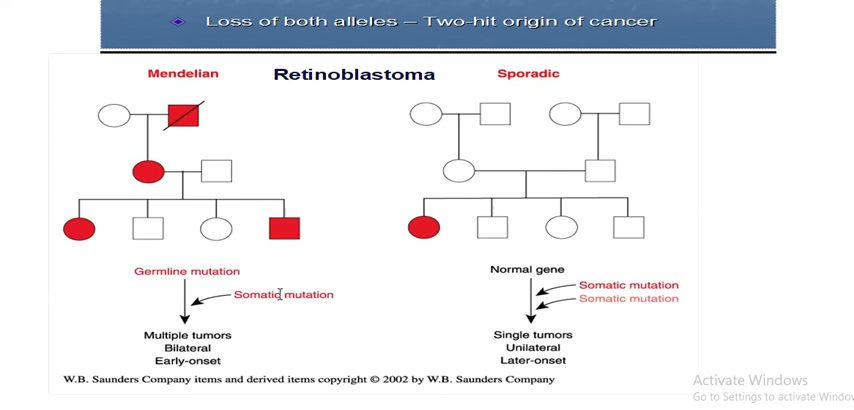 Loss of both alleles – Two-hit origin of cancer
Mendelian
Retinoblastoma
Sporadic
Germline mutation
Somatic mutation
Multiple tumors
Bilateral
Early-onset
Normal gene
Somatic mutation
Somatic mutation
Single tumors
Unilateral
Later-onset
W.B. Saunders Company items and derived items copyright © 2002 by W.B. Saunders Company
Activate Windows
Go to Settings to activate Windows